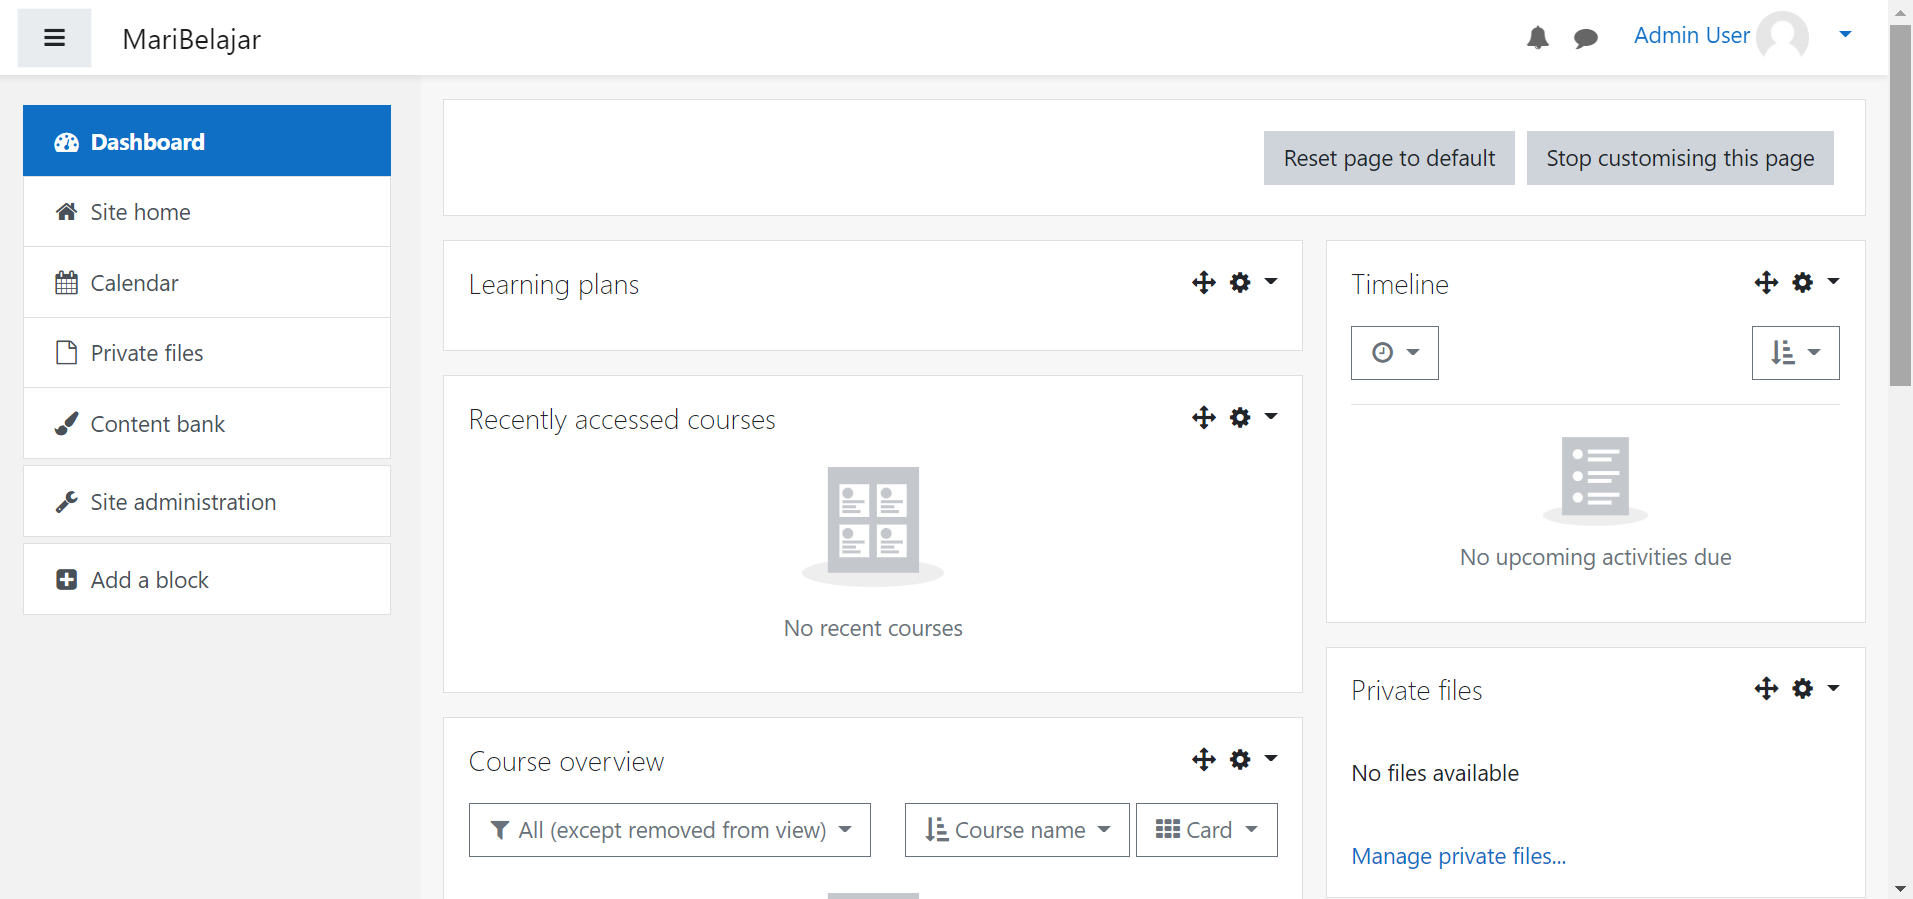 MariBelajar
Admin User
Dashboard
Site home
Calendar
Private files
Content bank
Site administration
Add a block
Reset page to default
Stop customising this page
Learning plans
Recently accessed courses
No recent courses
Course overview
All (except removed from view)
Course name
Card
Timeline
No upcoming activities due
Private files
No files available
Manage private files...